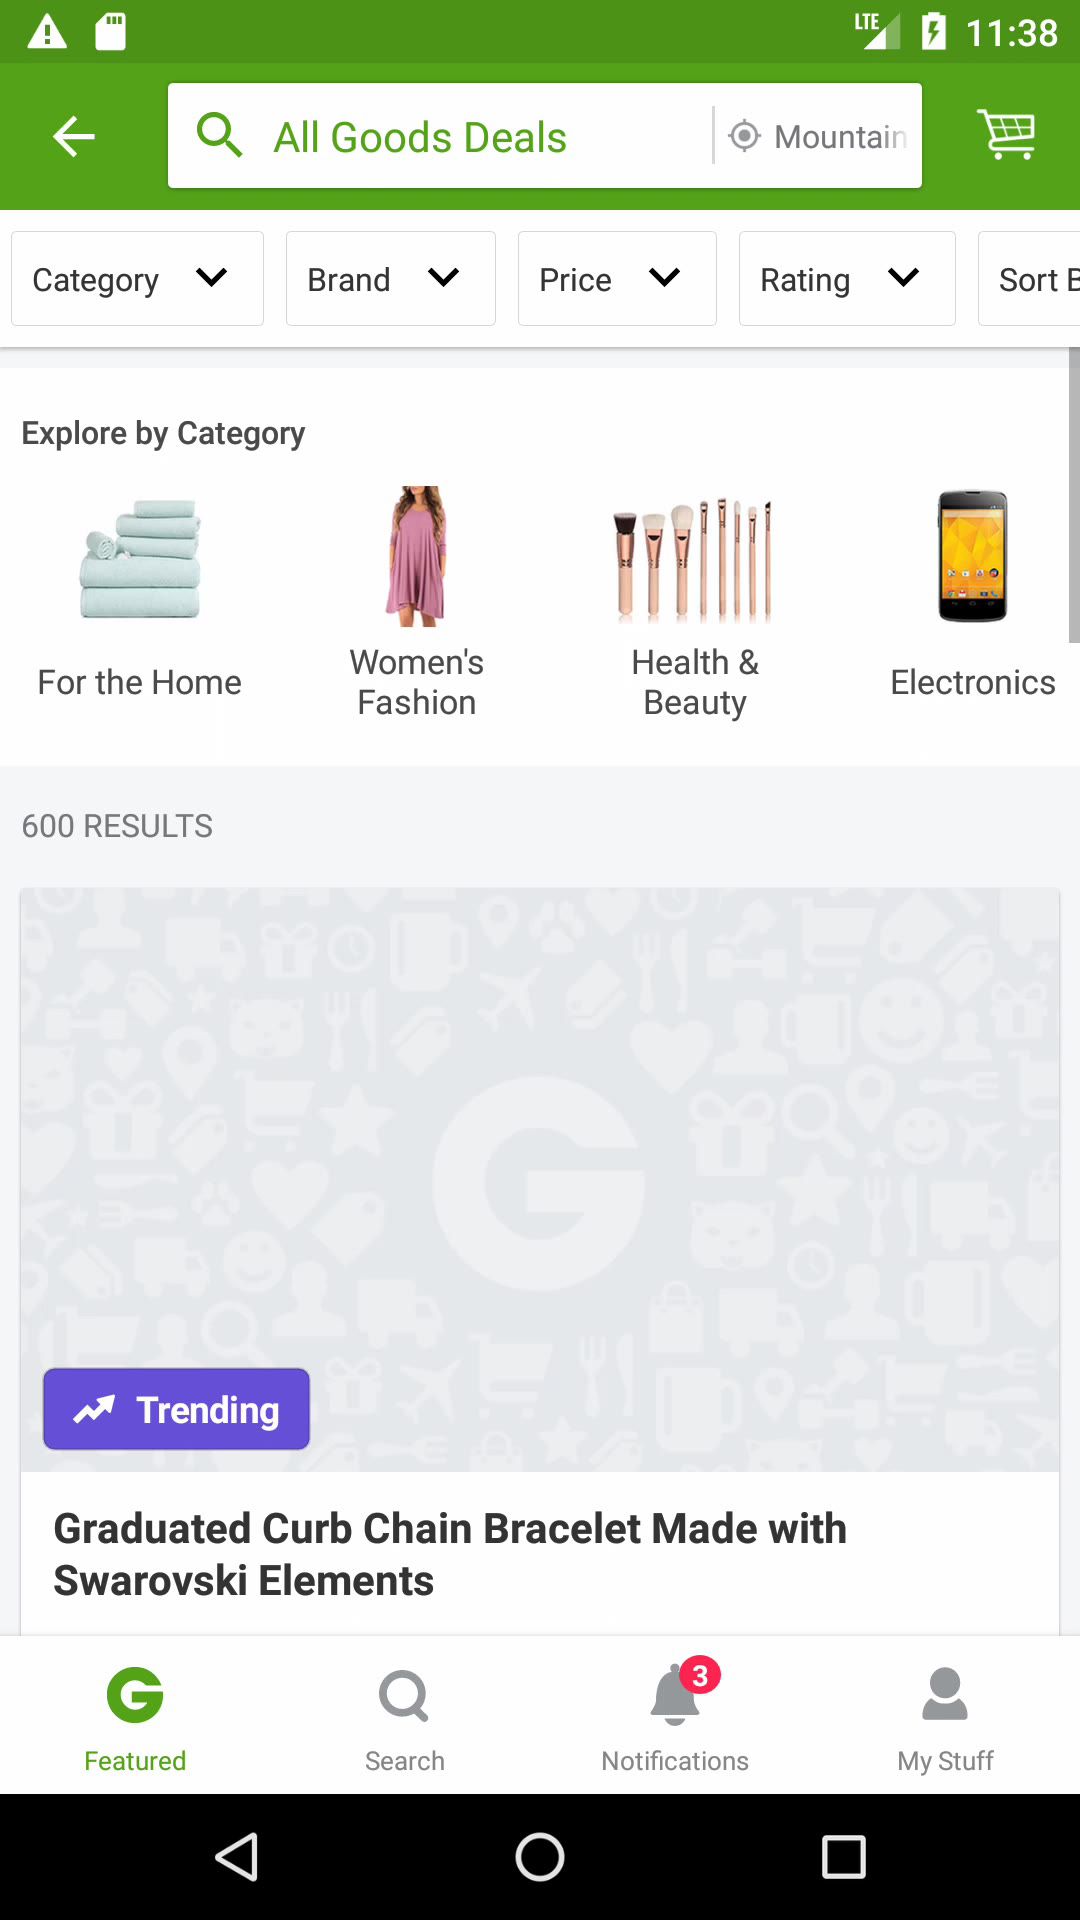 LTE 11:38
All Goods Deals Mountain
Category Brand Price Rating Sort B
Explore by Category
For the Home
Women's
Fashion
Health &
Beauty
Electronics
600 RESULTS
G
Trending
Graduated Curb Chain Bracelet Made with
Swarovski Elements
G
3
Featured Search Notifications My Stuff